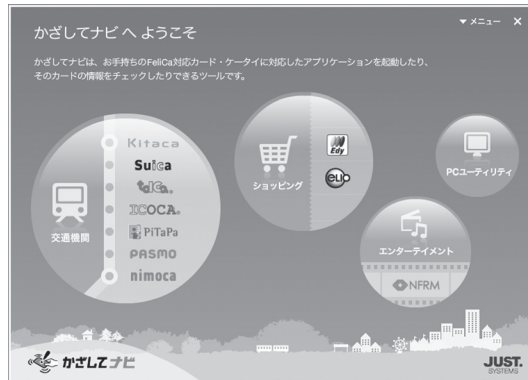 かざしてナビ へ ようこそ
▼ メニュー ×
かざしてナビは、お手持ちのFeliCa対応カード・ケータイに対応したアプリケーションを起動したり、
そのカードの情報をチェックしたりできるツールです。
交通機関
Kitaca
Suica
toica.
ICOCA.
PiTaPa
PASMO
nimoca
ショッピング
Edy
eLIO
PCユーティリティ
エンターテイメント
NFRM
かざしてナビ
JUST.
SYSTEMS